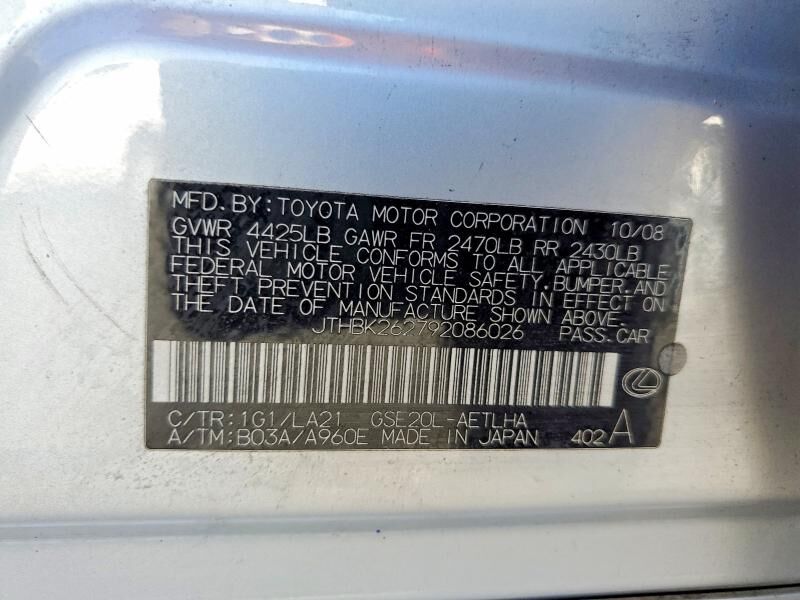 MFD. BY: TOYOTA MOTOR CORPORATION 10/08
GVWR 4425LB GAWR FR 2470LB RR 2430LB
THIS VEHICLE CONFORMS TO ALL APPLICABLE
FEDERAL MOTOR VEHICLE SAFETY, BUMPER, AND
THEFT PREVENTION STANDARDS IN EFFECT ON
THE DATE OF MANUFACTURE SHOWN ABOVE.
JTHBK262792086026 PASS. CAR
C/TR: 1G1/LA21 GSE20L-AETLHA
A/TM: B03A/A960E MADE IN JAPAN 402 A